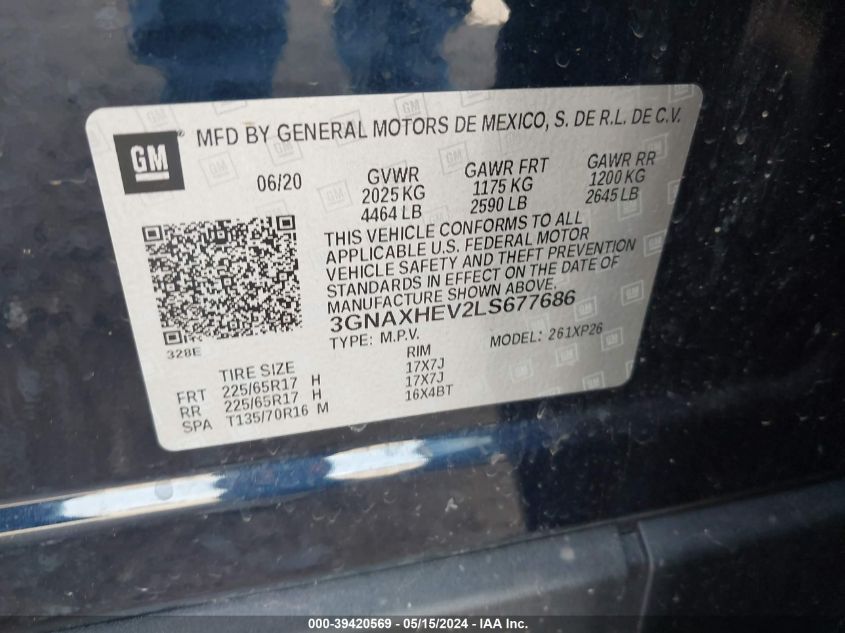 GM
MFD BY GENERAL MOTORS DE MEXICO, S. DE R.L. DE C.V.
06/20
GVWR GAWR FRT GAWR RR
2025 KG 1175 KG 1200 KG
4464 LB 2590 LB 2645 LB
THIS VEHICLE CONFORMS TO ALL
APPLICABLE U.S. FEDERAL MOTOR
VEHICLE SAFETY AND THEFT PREVENTION
STANDARDS IN EFFECT ON THE DATE OF
MANUFACTURE SHOWN ABOVE.
3GNAXHEV2LS677686
TYPE: M.P.V. MODEL: 261XP26
328E
TIRE SIZE RIM
FRT 225/65R17 H 17X7J
RR 225/65R17 H 17X7J
SPA T135/70R16 M 16X4BT
000-39420569 - 05/15/2024 - IAA Inc.